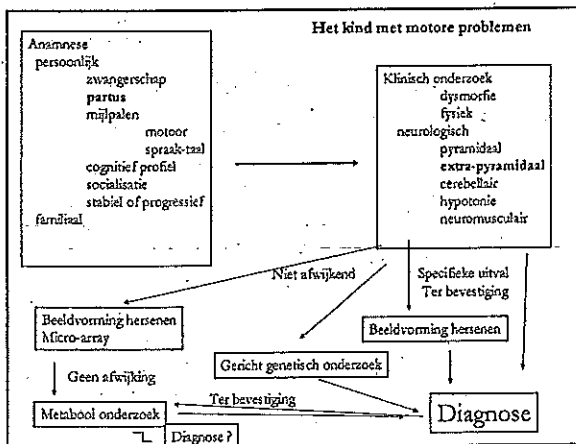 Het kind met motore problemen
Anamnese
persoonlijk
zwangerschap
partus
mijlpalen
motoor
spraak-taal
cognitief profiel
socialisatie
stabiel of progressief
familiaal
Klinisch onderzoek
dysmorfie
fysiek
neurologisch
pyramidaal
extra-pyramidaal
cerebellair
hypotonie
neuromusculair
Niet afwijkend
Specifieke uitval
Ter bevestiging
Beeldvorming hersenen
Micro-array
Beeldvorming hersenen
Gericht genetisch onderzoek
Geen afwijking
Ter bevestiging
Metabool onderzoek
Diagnose
Diagnose ?